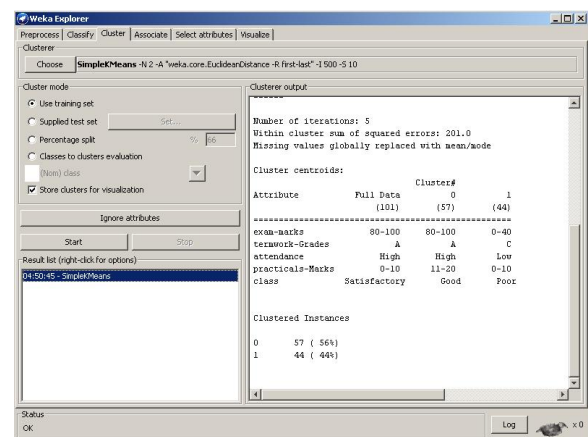 Weka Explorer
Preprocess Classify Cluster Associate Select attributes Visualize
Clusterer
Choose SimpleKMeans -N 2 -A "weka.core.EuclideanDistance -R first-last" -I 500 -S 10
Cluster mode
Use training set
Supplied test set Set...
Percentage split % 66
Classes to clusters evaluation
(Nom) class
Store clusters for visualization
Ignore attributes
Start Stop
Result list (right-click for options)
04:50:45 - SimpleKMeans
Clusterer output
======
Number of iterations: 5
Within cluster sum of squared errors: 201.0
Missing values globally replaced with mean/mode
Cluster centroids:
Cluster#
Attribute Full Data 0 1
(101) (57) (44)
==================================================
exam-marks 80-100 80-100 0-40
termwork-Grades A A C
attendance High High Low
practicals-Marks 0-10 11-20 0-10
class Satisfactory Good Poor
Clustered Instances
0 57 ( 56%)
1 44 ( 44%)
Status
OK
Log x 0